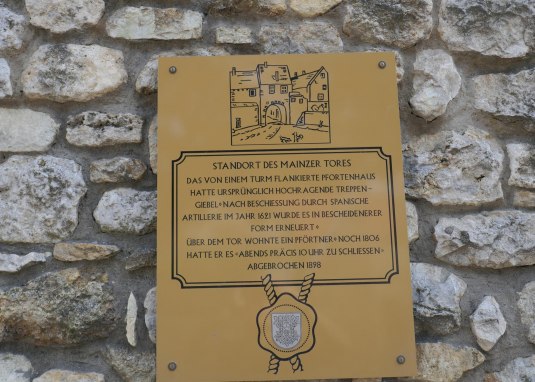 STANDORT DES MAINZER TORES
DAS VON EINEM TURM FLANKIERTE PFORTENHAUS
HATTE URSPRÜNGLICH HOCHRAGENDE TREPPEN-
GIEBEL • NACH BESCHIESSUNG DURCH SPANISCHE
ARTILLERIE IM JAHR 1621 WURDE ES IN BESCHEIDENERER
FORM ERNEUERT •
ÜBER DEM TOR WOHNTE EIN PFÖRTNER • NOCH 1806
HATTE ER ES «ABENDS PRÄCIS 10 UHR ZU SCHLIESSEN»
ABGEBROCHEN 1898